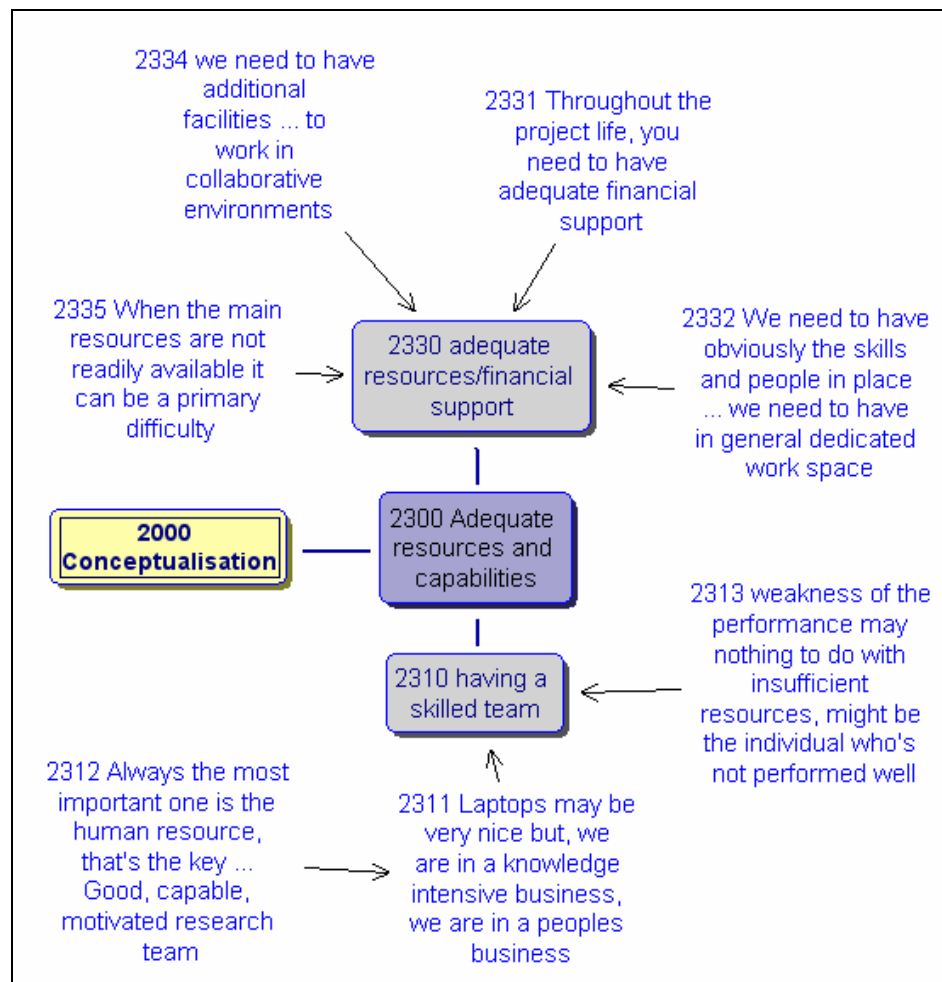 2334 we need to have
additional
facilities ... to
work in
collaborative
environments
2331 Throughout the
project life, you
need to have
adequate financial
support
2335 When the main
resources are not
readily available it
can be a primary
difficulty
2330 adequate
resources/financial
support
2332 We need to have
obviously the skills
and people in place
... we need to have
in general dedicated
work space
2000
Conceptualisation
2300 Adequate
resources and
capabilities
2313 weakness of the
performance may
nothing to do with
insufficient
resources, might be
the individual who's
not performed well
2310 having a
skilled team
2312 Always the most
important one is the
human resource,
that's the key ...
Good, capable,
motivated research
team
2311 Laptops may be
very nice but, we
are in a knowledge
intensive business,
we are in a peoples
business